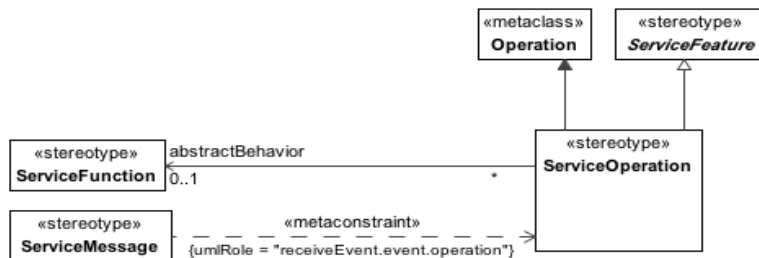 «metaclass»
Operation
«stereotype»
ServiceFeature
«stereotype»
ServiceFunction
abstractBehavior
0..1
*
«stereotype»
ServiceOperation
«stereotype»
ServiceMessage
«metaconstraint»
{umlRole = "receiveEvent.event.operation"}